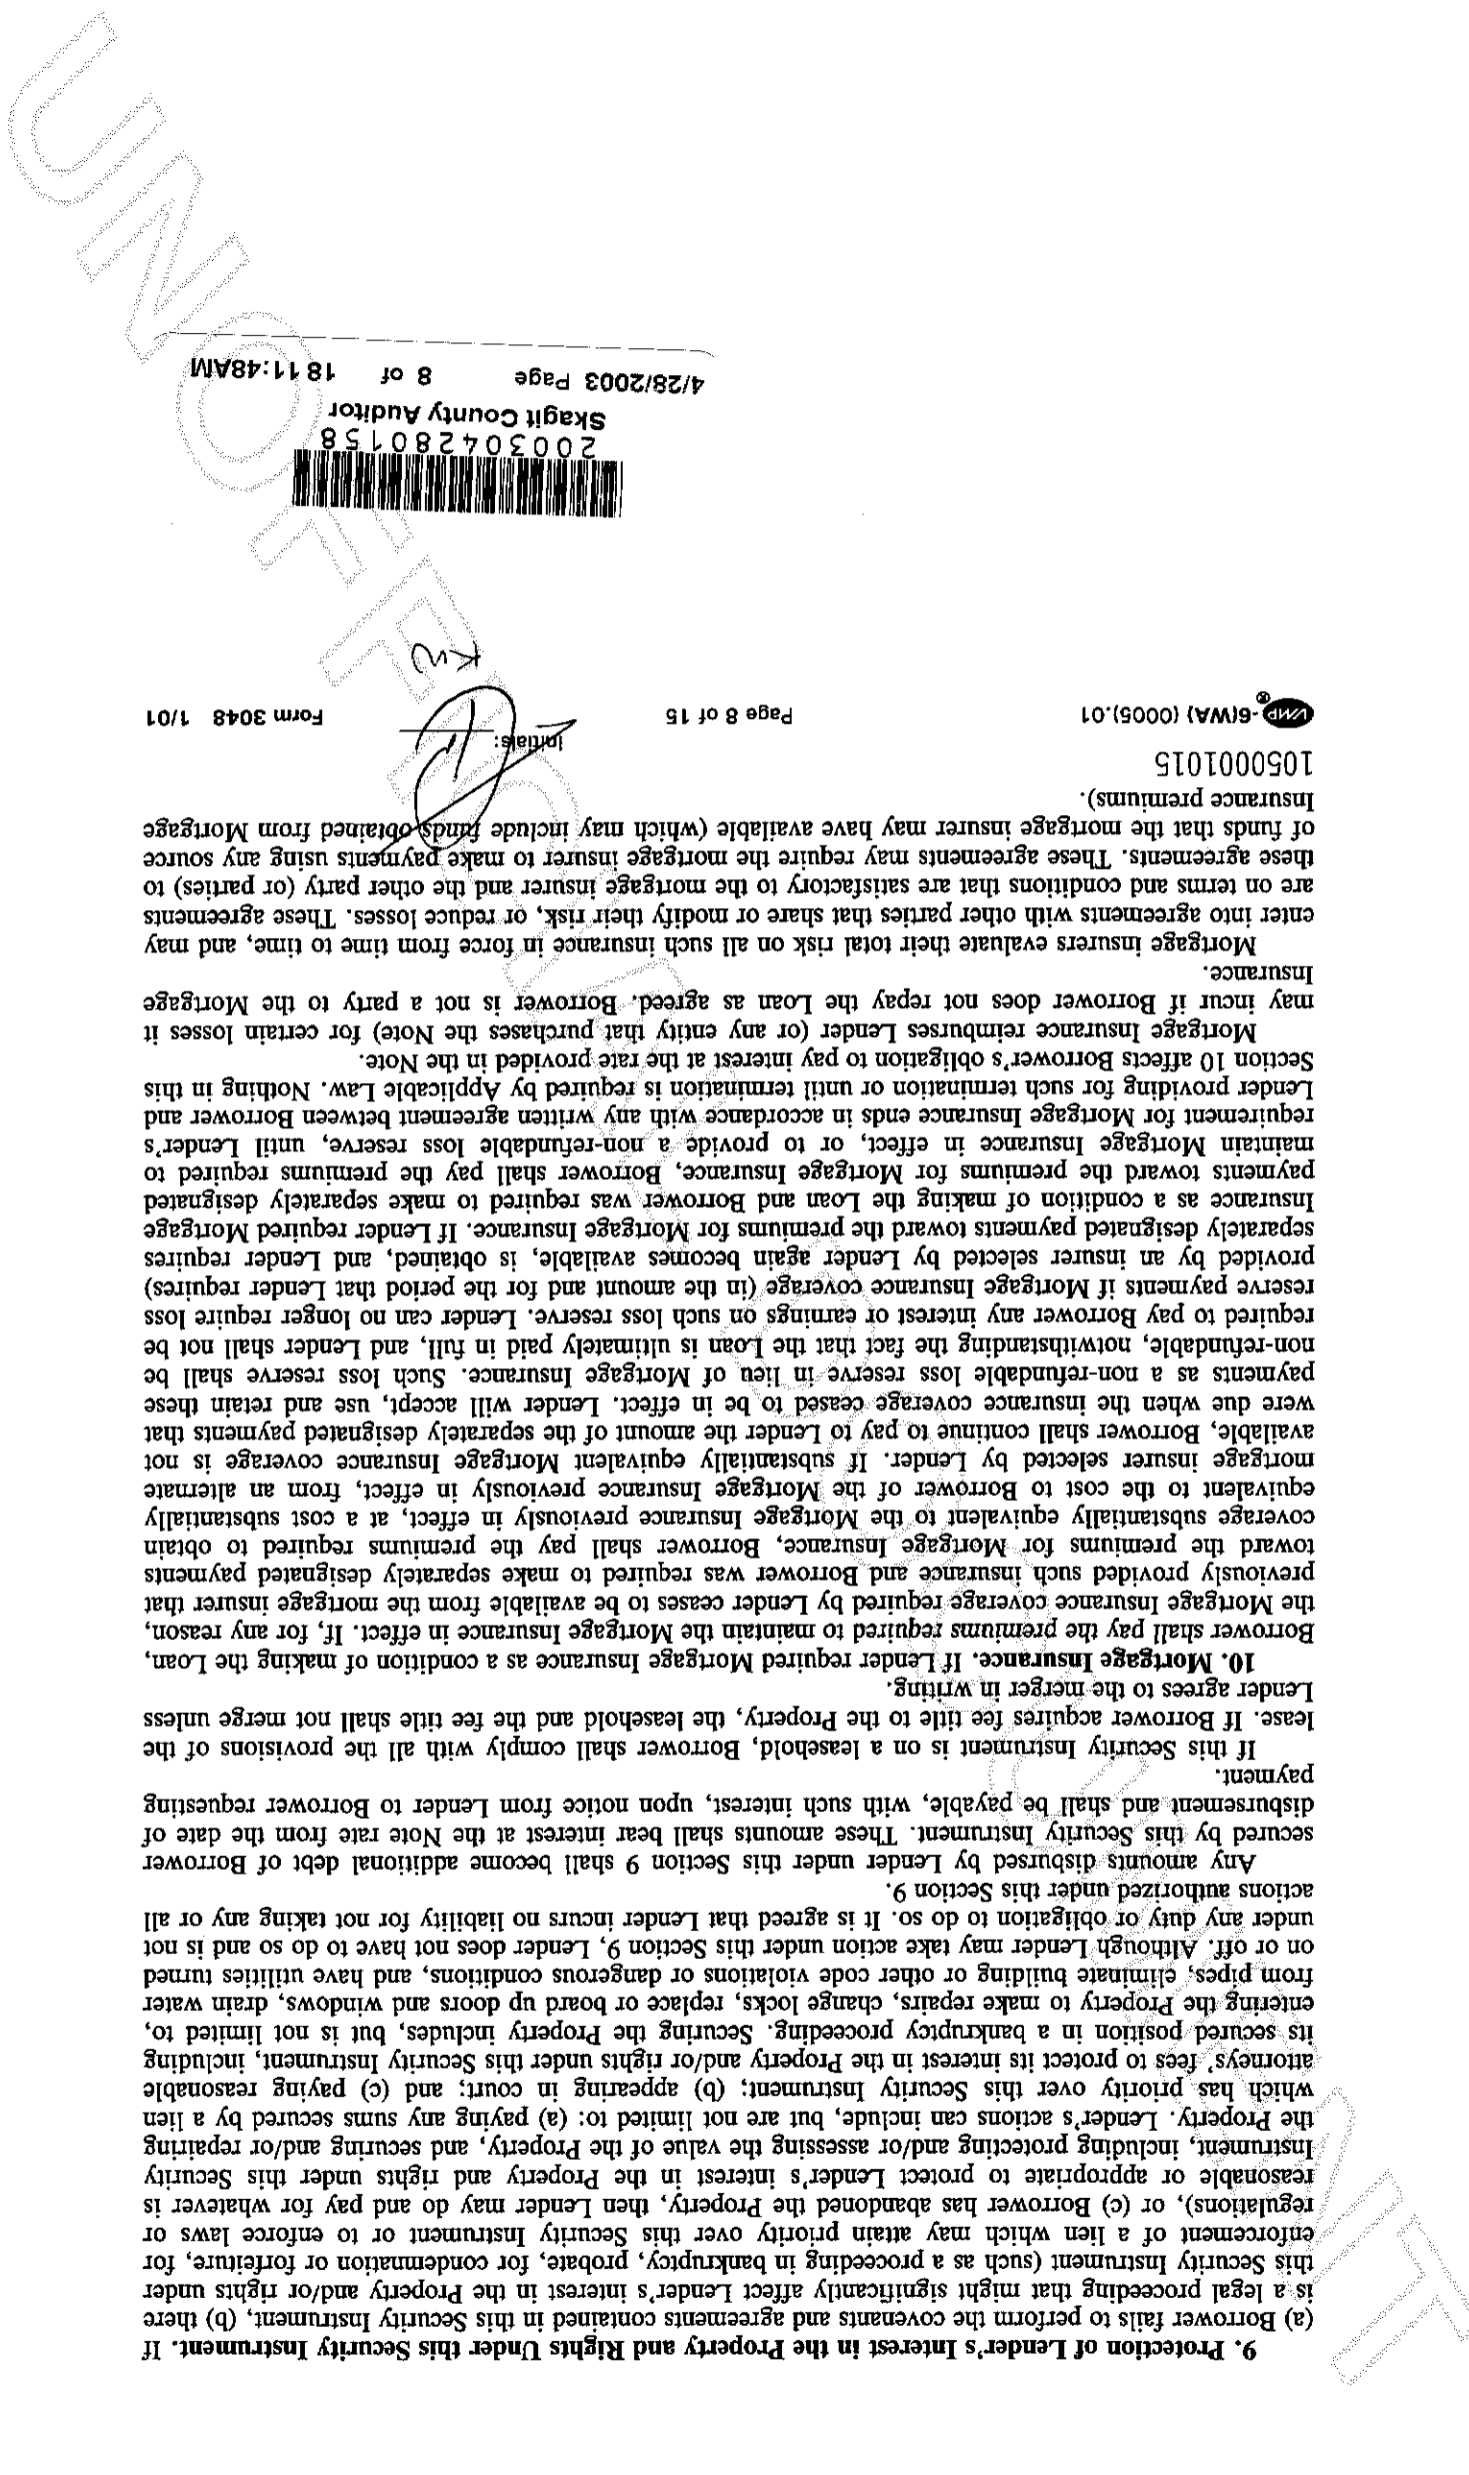 9. Protection of Lender's Interest in the Property and Rights Under this Security Instrument. If
(a) Borrower fails to perform the covenants and agreements contained in this Security Instrument, (b) there
is a legal proceeding that might significantly affect Lender's interest in the Property and/or rights under
this Security Instrument (such as a proceeding in bankruptcy, probate, for condemnation or forfeiture, for
enforcement of a lien which may attain priority over this Security Instrument or to enforce laws or
regulations), or (c) Borrower has abandoned the Property, then Lender may do and pay for whatever is
reasonable or appropriate to protect Lender's interest in the Property and rights under this Security
Instrument, including protecting and/or assessing the value of the Property, and securing and/or repairing
the Property. Lender's actions can include, but are not limited to: (a) paying any sums secured by a lien
which has priority over this Security Instrument; (b) appearing in court; and (c) paying reasonable
attorneys' fees to protect its interest in the Property and/or rights under this Security Instrument, including
its secured position in a bankruptcy proceeding. Securing the Property includes, but is not limited to,
entering the Property to make repairs, change locks, replace or board up doors and windows, drain water
from pipes, eliminate building or other code violations or dangerous conditions, and have utilities turned
on or off. Although Lender may take action under this Section 9, Lender does not have to do so and is not
under any duty or obligation to do so. It is agreed that Lender incurs no liability for not taking any or all
actions authorized under this Section 9.
Any amounts disbursed by Lender under this Section 9 shall become additional debt of Borrower
secured by this Security Instrument. These amounts shall bear interest at the Note rate from the date of
disbursement and shall be payable, with such interest, upon notice from Lender to Borrower requesting
payment.
If this Security Instrument is on a leasehold, Borrower shall comply with all the provisions of the
lease. If Borrower acquires fee title to the Property, the leasehold and the fee title shall not merge unless
Lender agrees to the merger in writing.
10. Mortgage Insurance. If Lender required Mortgage Insurance as a condition of making the Loan,
Borrower shall pay the premiums required to maintain the Mortgage Insurance in effect. If, for any reason,
the Mortgage Insurance coverage required by Lender ceases to be available from the mortgage insurer that
previously provided such insurance and Borrower was required to make separately designated payments
toward the premiums for Mortgage Insurance, Borrower shall pay the premiums required to obtain
coverage substantially equivalent to the Mortgage Insurance previously in effect, at a cost substantially
equivalent to the cost to Borrower of the Mortgage Insurance previously in effect, from an alternate
mortgage insurer selected by Lender. If substantially equivalent Mortgage Insurance coverage is not
available, Borrower shall continue to pay to Lender the amount of the separately designated payments that
were due when the insurance coverage ceased to be in effect. Lender will accept, use and retain these
payments as a non-refundable loss reserve in lieu of Mortgage Insurance. Such loss reserve shall be
non-refundable, notwithstanding the fact that the Loan is ultimately paid in full, and Lender shall not be
required to pay Borrower any interest or earnings on such loss reserve. Lender can no longer require loss
reserve payments if Mortgage Insurance coverage (in the amount and for the period that Lender requires)
provided by an insurer selected by Lender again becomes available, is obtained, and Lender requires
separately designated payments toward the premiums for Mortgage Insurance. If Lender required Mortgage
Insurance as a condition of making the Loan and Borrower was required to make separately designated
payments toward the premiums for Mortgage Insurance, Borrower shall pay the premiums required to
maintain Mortgage Insurance in effect, or to provide a non-refundable loss reserve, until Lender's
requirement for Mortgage Insurance ends in accordance with any written agreement between Borrower and
Lender providing for such termination or until termination is required by Applicable Law. Nothing in this
Section 10 affects Borrower's obligation to pay interest at the rate provided in the Note.
Mortgage Insurance reimburses Lender (or any entity that purchases the Note) for certain losses it
may incur if Borrower does not repay the Loan as agreed. Borrower is not a party to the Mortgage
Insurance.
Mortgage insurers evaluate their total risk on all such insurance in force from time to time, and may
enter into agreements with other parties that share or modify their risk, or reduce losses. These agreements
are on terms and conditions that are satisfactory to the mortgage insurer and the other party (or parties) to
these agreements. These agreements may require the mortgage insurer to make payments using any source
of funds that the mortgage insurer may have available (which may include funds obtained from Mortgage
Insurance premiums).
1050001015
Initials:
VMP-6(WA) (0005).01 Page 8 of 15 Form 3048 1/01
200304280158
Skagit County Auditor
4/28/2003 Page 8 of 18 11:48AM
UNOFFICIAL DOCUMENT